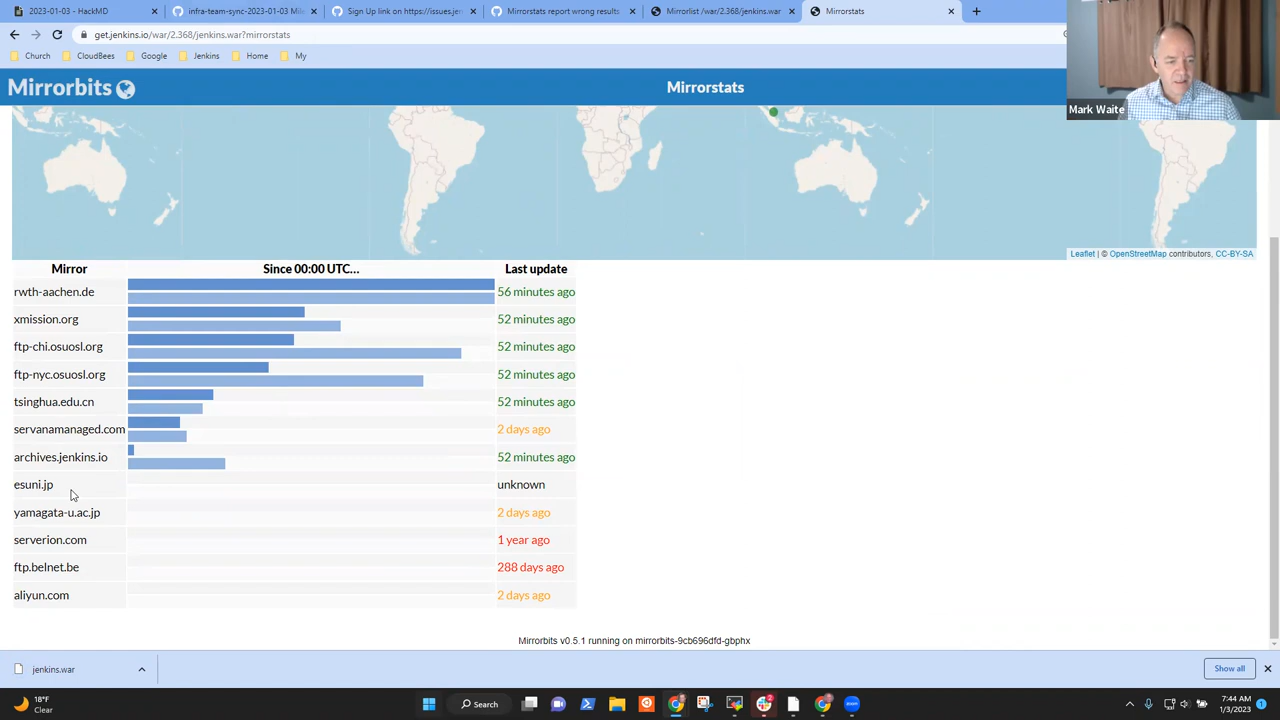 2023-01-03 - HackMD
infra-team-sync-2023-01-03 Mile
Sign Up link on https://issues.jen
Mirrorstats report wrong results
Mirrorlist /war/2.368/jenkins.war
Mirrorstats
get.jenkins.io/war/2.368/jenkins.war?mirrorstats
Church
CloudBees
Google
Jenkins
Home
My
Mirrorbits
Mirrorstats
Mark Waite
Leaflet | © OpenStreetMap contributors, CC-BY-SA
Mirror Since 00:00 UTC... Last update
rwth-aachen.de 56 minutes ago
xmission.org 52 minutes ago
ftp-chi.osuosl.org 52 minutes ago
ftp-nyc.osuosl.org 52 minutes ago
tsinghua.edu.cn 52 minutes ago
servanamanaged.com 2 days ago
archives.jenkins.io 52 minutes ago
esuni.jp unknown
yamagata-u.ac.jp 2 days ago
serverion.com 1 year ago
ftp.belnet.be 288 days ago
aliyun.com 2 days ago
Mirrorbits v0.5.1 running on mirrorbits-9cb696dfd-gbphx
jenkins.war
Show all
18°F
Clear
Search
7:44 AM
1/3/2023